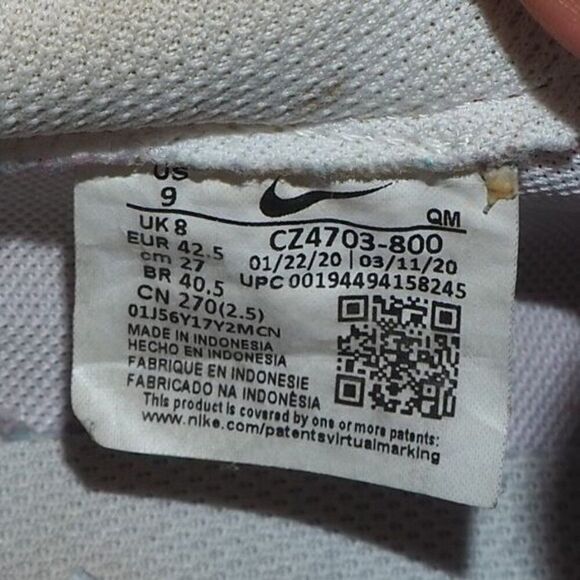 US
9
QM
UK 8
CZ4703-800
EUR 42.5
01/22/20 | 03/11/20
cm 27
UPC 00194494158245
BR 40.5
CN 270(2.5)
01J56Y17Y2MCN
MADE IN INDONESIA
HECHO EN INDONESIA
FABRIQUE EN INDONESIE
FABRICADO NA INDONÈSIA
This product is covered by one or more patents:
www.nike.com/patentsvirtualmarking